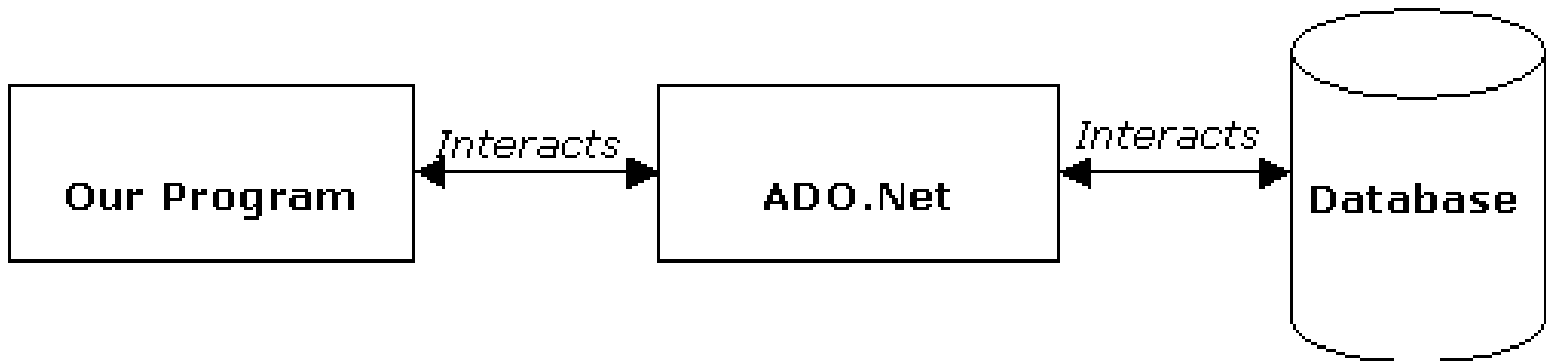 Our Program
Interacts
ADO.Net
Interacts
Database